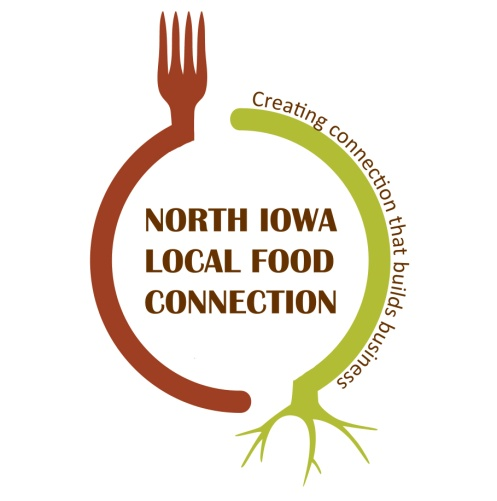 NORTH IOWA
LOCAL FOOD
CONNECTION
Creating connection that builds business